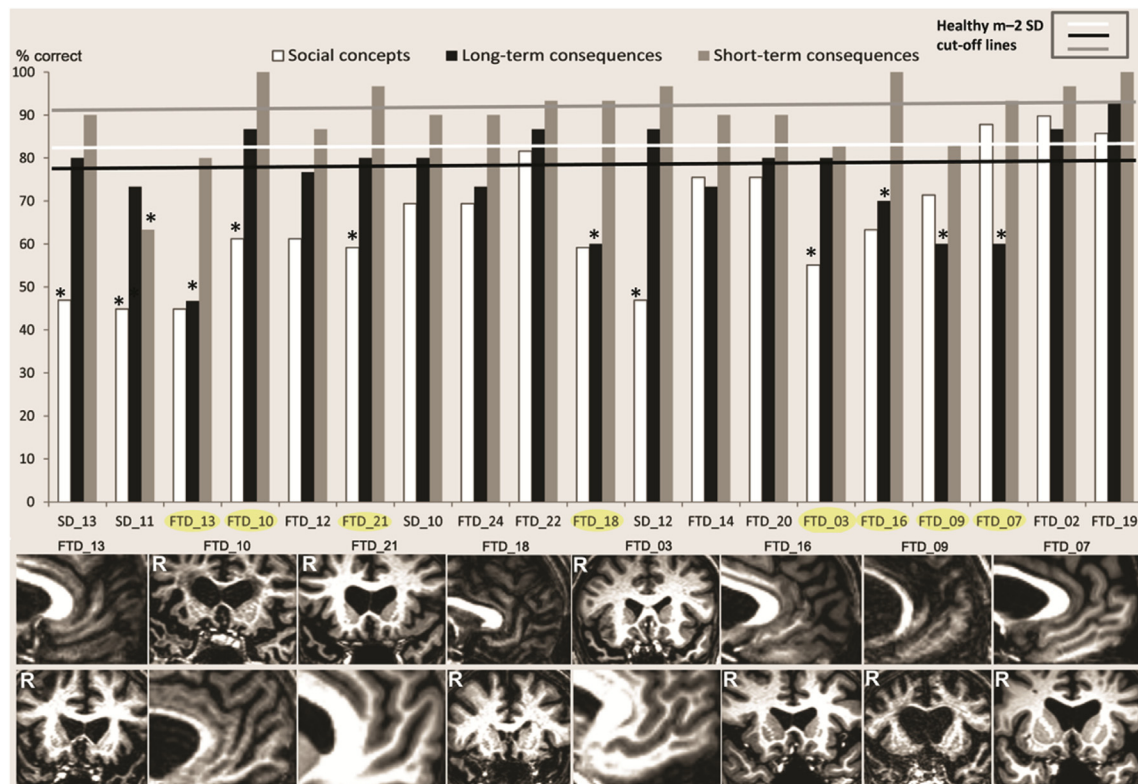 Healthy m–2 SD
cut-off lines
% correct
Social concepts
Long-term consequences
Short-term consequences
100
90
80
70
60
50
40
30
20
10
0
*
*
*
*
*
*
*
*
*
*
*
*
SD_13 SD_11 FTD_13 FTD_10 FTD_12 FTD_21 SD_10 FTD_24 FTD_22 FTD_18 SD_12 FTD_14 FTD_20 FTD_03 FTD_16 FTD_09 FTD_07 FTD_02 FTD_19
FTD_13 FTD_10 FTD_21 FTD_18 FTD_03 FTD_16 FTD_09 FTD_07
R R R
R R R R R